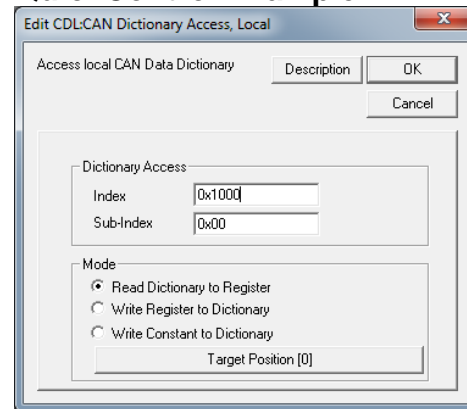 Edit CDL:CAN Dictionary Access, Local
Access local CAN Data Dictionary
Description
OK
Cancel
Dictionary Access
Index
0x1000
Sub-Index
0x00
Mode
Read Dictionary to Register
Write Register to Dictionary
Write Constant to Dictionary
Target Position [0]